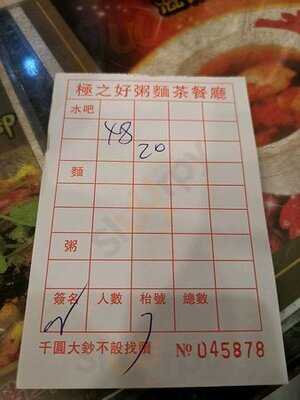 極之好粥麵茶餐廳
水吧
48
20
麵
粥
簽名 人數 枱號 總數
千圓大鈔不設找贖
No 045878